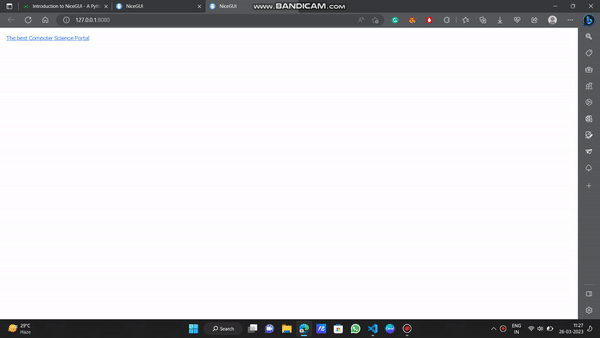 Introduction to NiceGUI - A Pyth
NiceGUI
NiceGUI
www.BANDICAM.com
127.0.0.1:8080
The best Computer Science Portal
29°C
Haze
Search
ENG
IN
11:27
26-03-2023